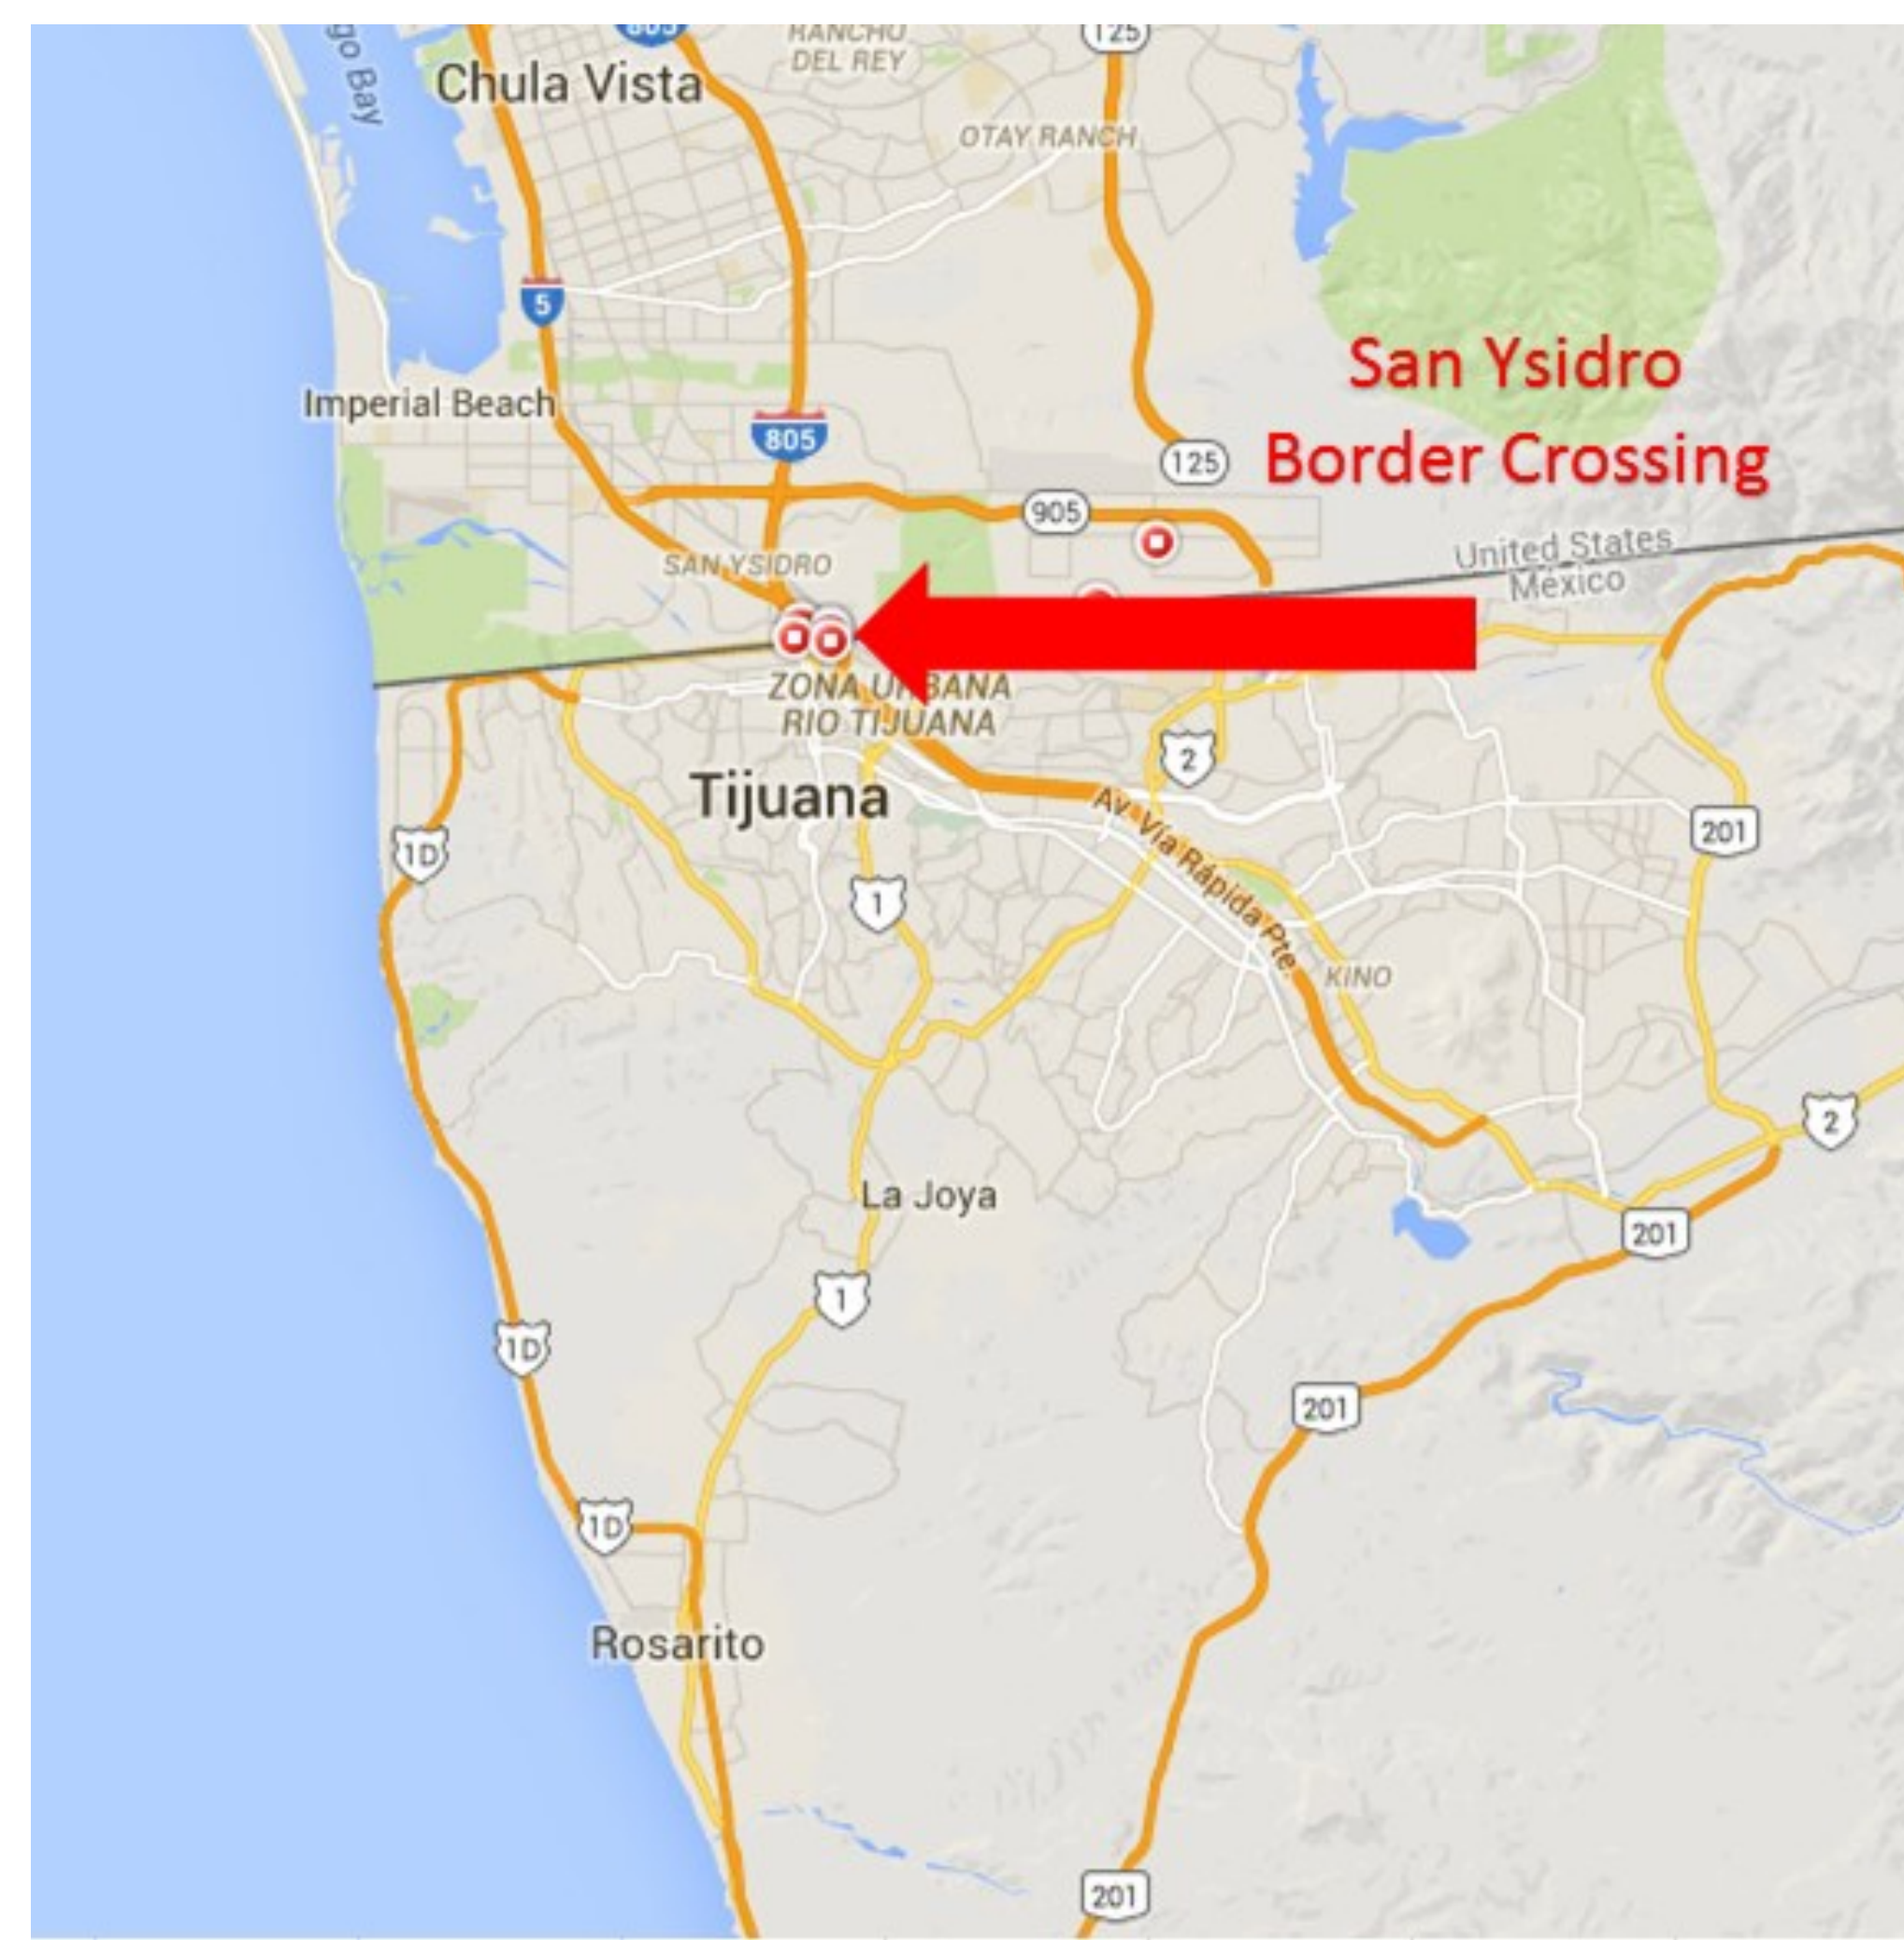 805
RANCHO
DEL REY
125
go Bay
Chula Vista
OTAY RANCH
5
San Ysidro
Border Crossing
Imperial Beach
805
125
905
United States
México
SAN YSIDRO
ZONA URBANA
RIO TIJUANA
2
Tijuana
Av. Vía Rápida Pte.
201
1D
1
KINO
2
La Joya
201
1
1D
201
1D
Rosarito
201